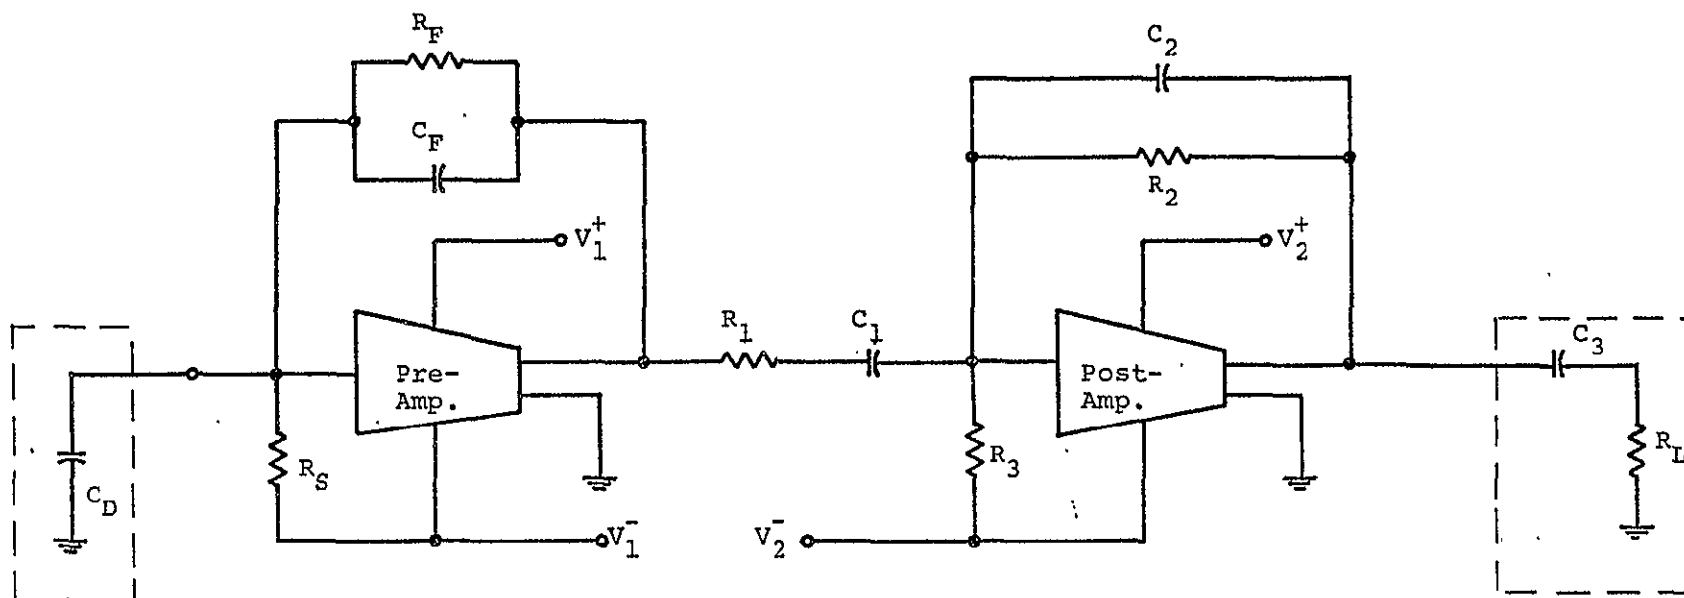 R_F
C_F
C_2
R_2
V_1^+
V_2^+
R_1
C_1
C_3
Pre-
Amp.
Post-
Amp.
R_S
R_3
R_L
C_D
V_1^-
V_2^-